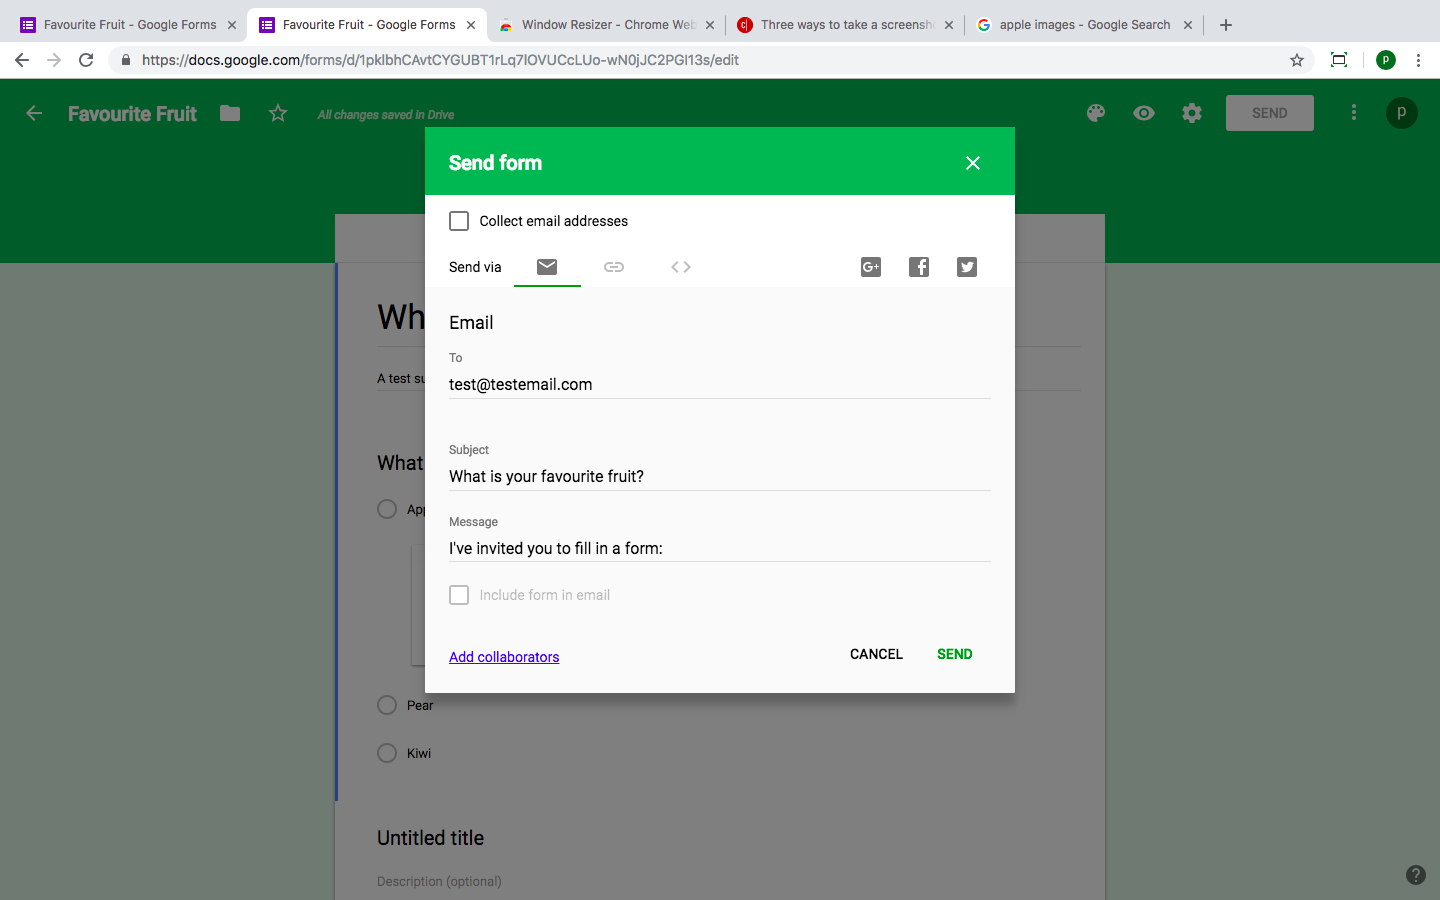 Favourite Fruit - Google Forms
Favourite Fruit - Google Forms
Window Resizer - Chrome Web
Three ways to take a screensh
apple images - Google Search
https://docs.google.com/forms/d/1pkIbhCAvtCYGUBT1rLq7lOVUCcLUo-wN0jJC2PGI13s/edit
p
Favourite Fruit
All changes saved in Drive
SEND
p
Send form
Collect email addresses
Send via
G+
Email
To
test@testemail.com
Subject
What is your favourite fruit?
Message
I've invited you to fill in a form:
Include form in email
Add collaborators
CANCEL
SEND
Wh
A test su
What
App
Pear
Kiwi
Untitled title
Description (optional)